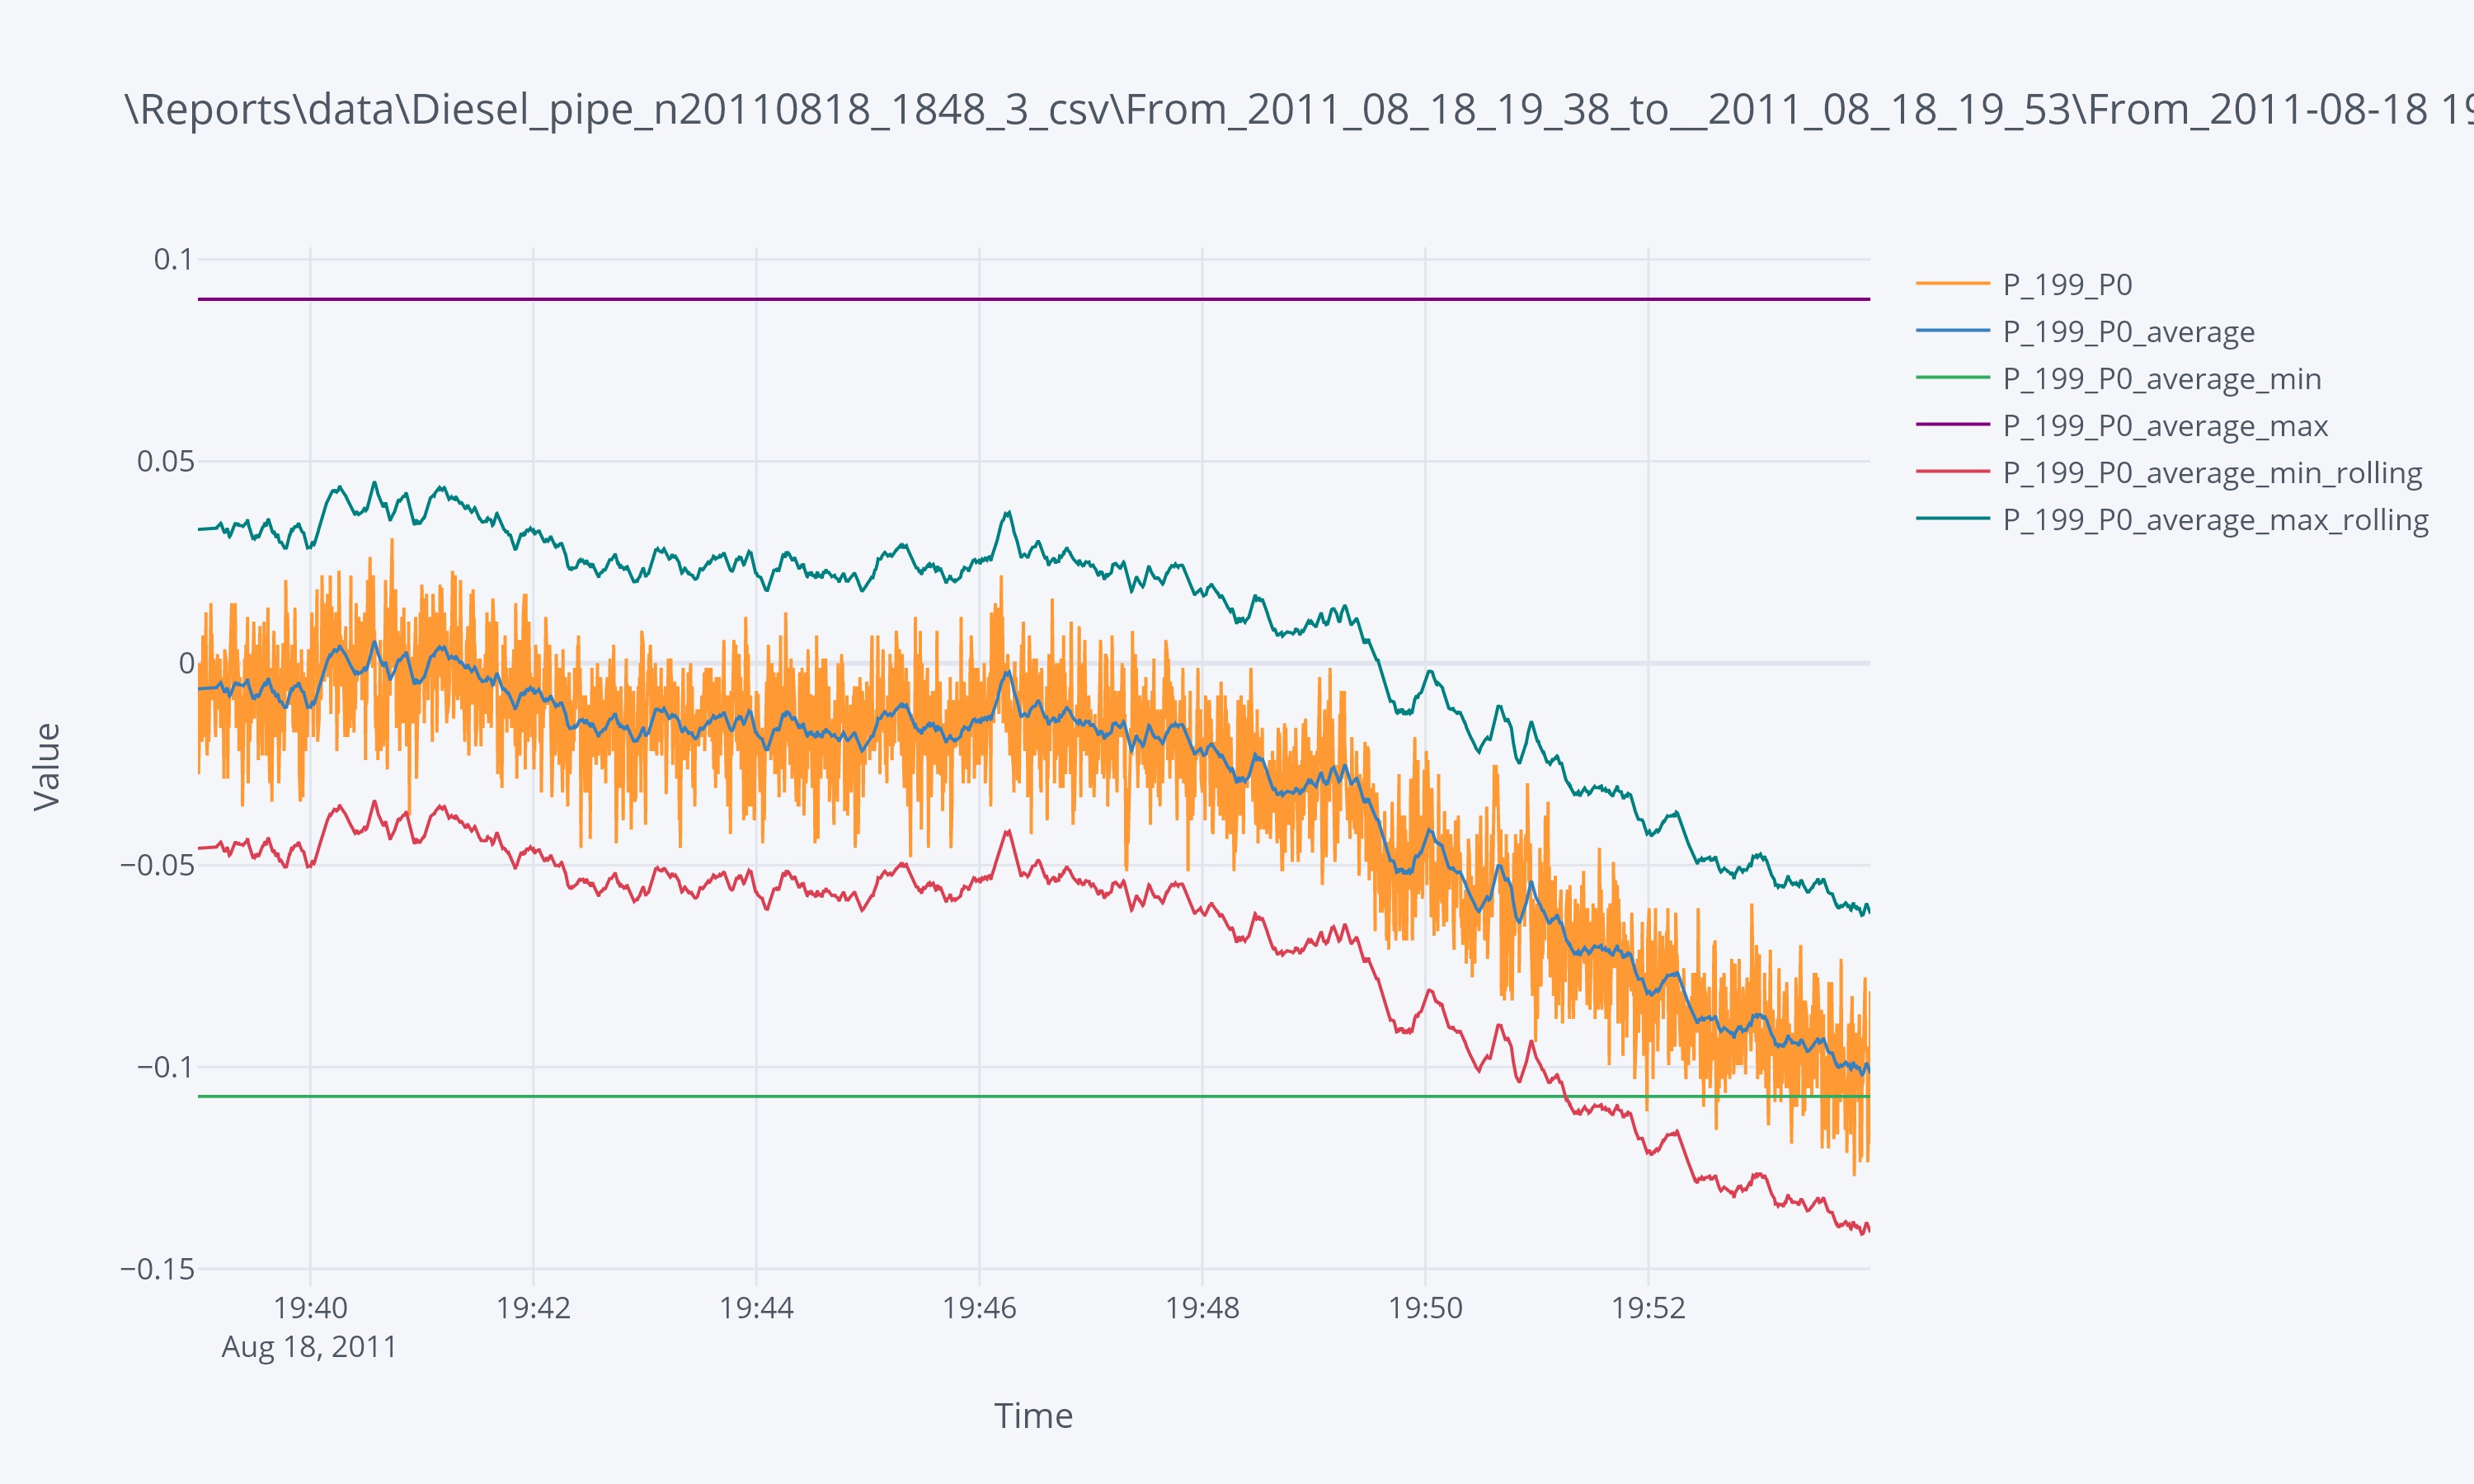 \Reports\data\Diesel_pipe_n20110818_1848_3_csv\From_2011_08_18_19_38_to__2011_08_18_19_53\From_2011-08-18 19
0.1
0.05
0
−0.05
−0.1
−0.15
Value
19:40
Aug 18, 2011
19:42
19:44
19:46
19:48
19:50
19:52
Time
P_199_P0
P_199_P0_average
P_199_P0_average_min
P_199_P0_average_max
P_199_P0_average_min_rolling
P_199_P0_average_max_rolling